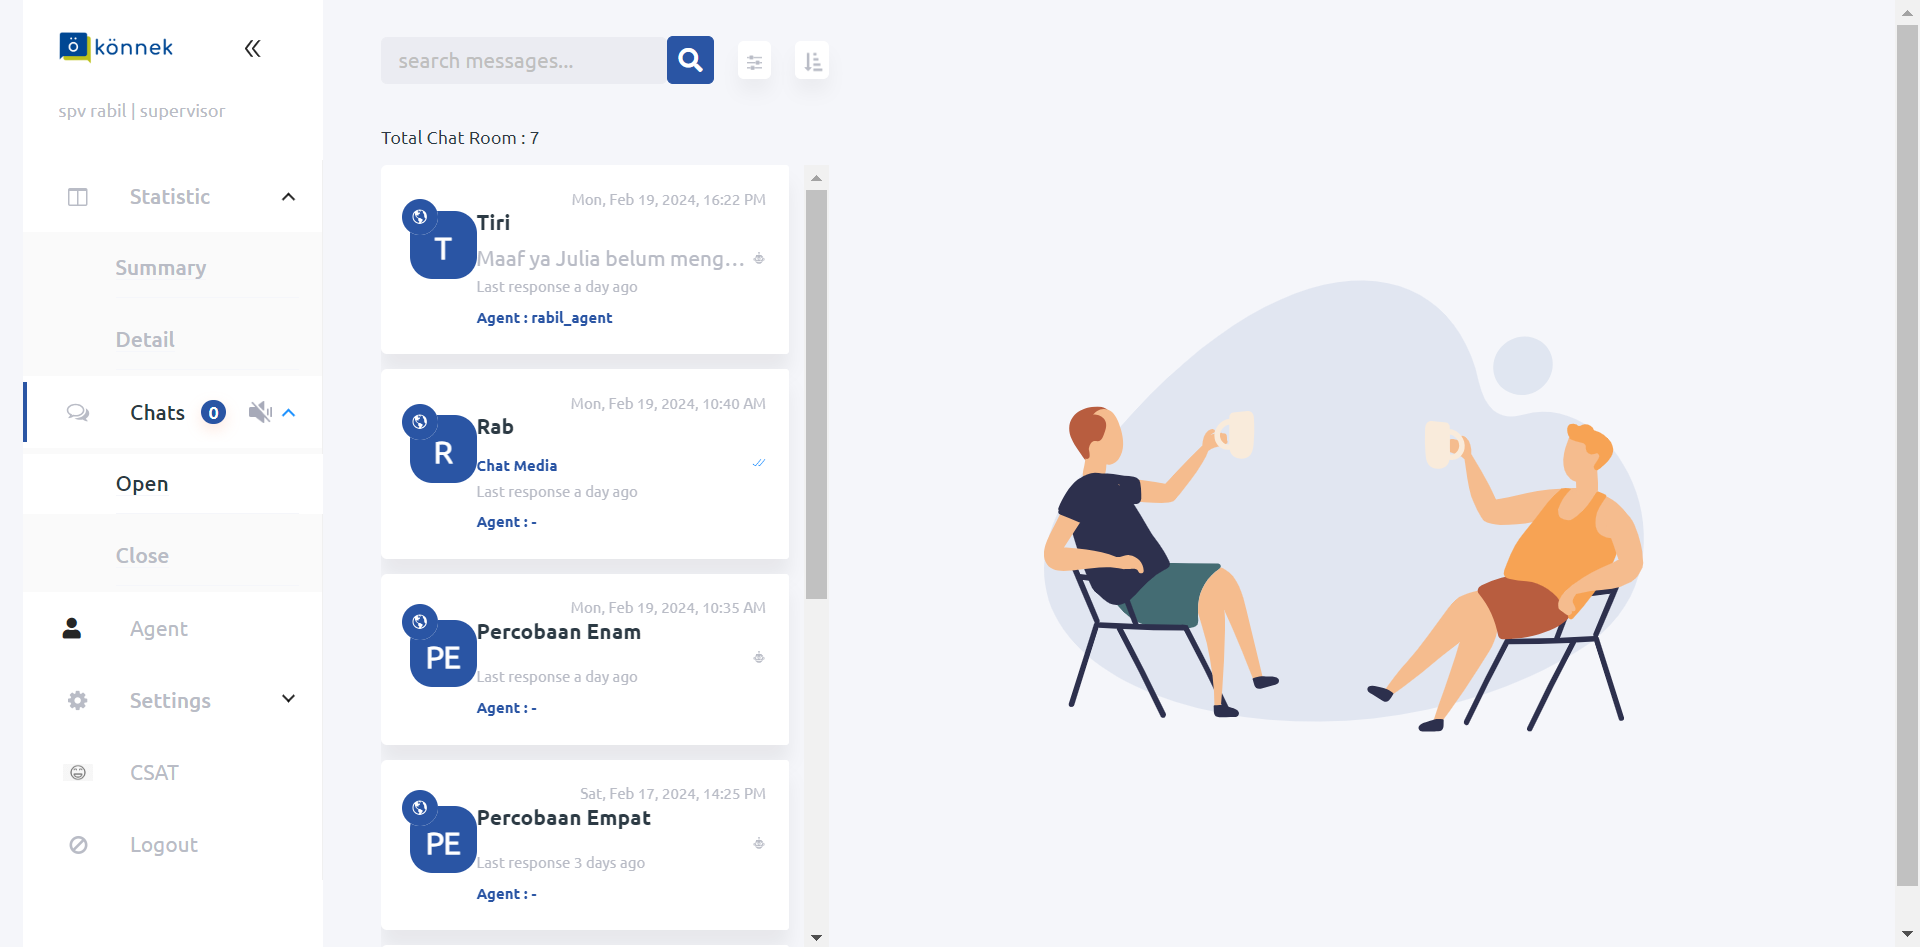 ö könnek
spv rabil | supervisor
Statistic
Summary
Detail
Chats 0
Open
Close
Agent
Settings
CSAT
Logout
search messages...
Total Chat Room : 7
Mon, Feb 19, 2024, 16:22 PM
T
Tiri
Maaf ya Julia belum meng...
Last response a day ago
Agent : rabil_agent
Mon, Feb 19, 2024, 10:40 AM
R
Rab
Chat Media
Last response a day ago
Agent : -
Mon, Feb 19, 2024, 10:35 AM
PE
Percobaan Enam
Last response a day ago
Agent : -
Sat, Feb 17, 2024, 14:25 PM
PE
Percobaan Empat
Last response 3 days ago
Agent : -